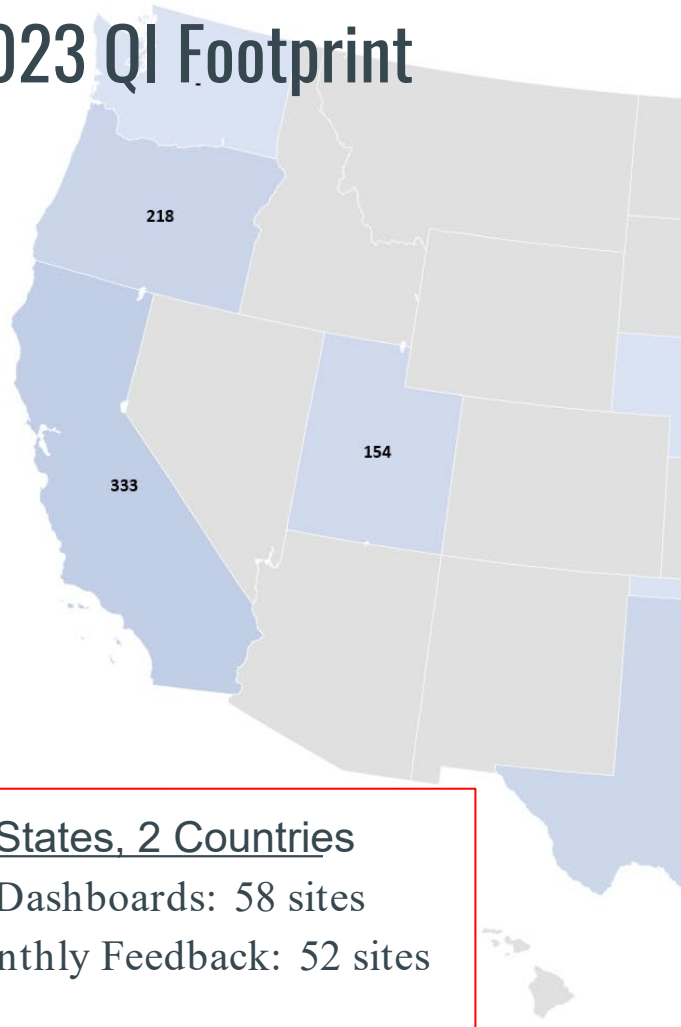 023 QI Footprint
218
154
333
States, 2 Countries
Dashboards: 58 sites
nthly Feedback: 52 sites